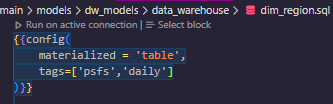 main > models > dw_models > data_warehouse > dim_region.sql
Run on active connection | Select block
{{config(
materialized = 'table',
tags=['psfs','daily']
)}}